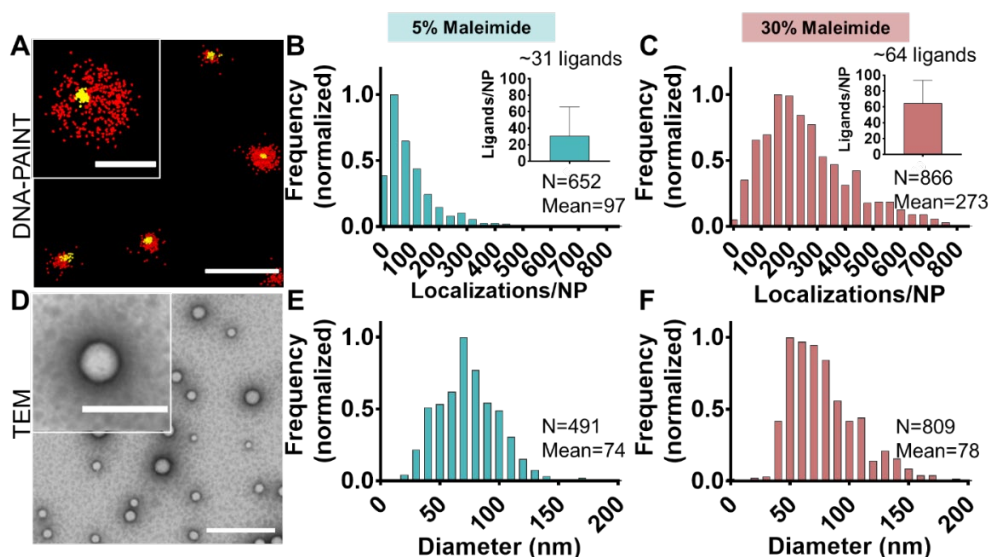 5% Maleimide
30% Maleimide
A
DNA-PAINT
B
Frequency
(normalized)
1.0
0.5
0.0
0
100
200
300
400
500
600
700
800
Localizations/NP
~31 ligands
Ligands/NP
100
80
60
40
20
0
N=652
Mean=97
C
Frequency
(normalized)
1.0
0.5
0.0
0
100
200
300
400
500
600
700
800
Localizations/NP
~64 ligands
Ligands/NP
100
80
60
40
20
0
N=866
Mean=273
D
TEM
E
Frequency
(normalized)
1.0
0.5
0.0
0
50
100
150
200
Diameter (nm)
N=491
Mean=74
F
Frequency
(normalized)
1.0
0.5
0.0
0
50
100
150
200
Diameter (nm)
N=809
Mean=78